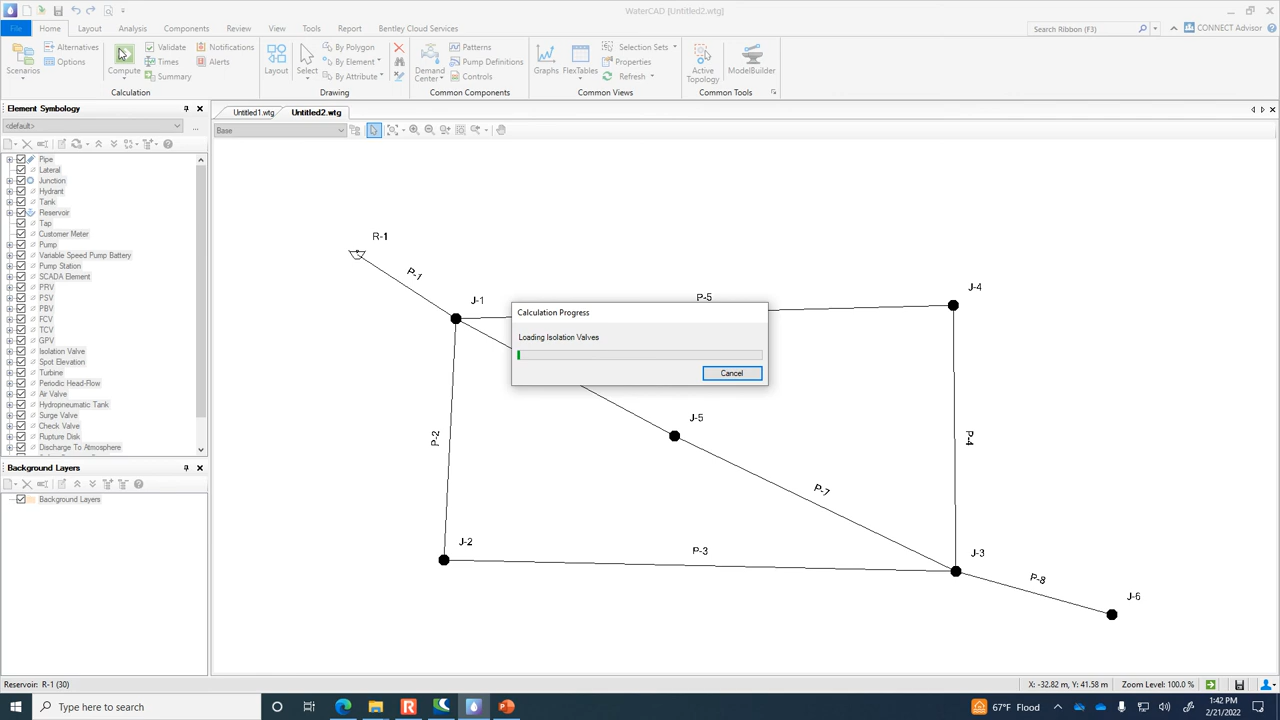 WaterCAD [Untitled2.wtg]
File
Home
Layout
Analysis
Components
Review
View
Tools
Report
Bentley Cloud Services
Search Ribbon (F3)
CONNECT Advisor
Scenarios
Alternatives
Options
Compute
Validate
Times
Summary
Notifications
Alerts
Calculation
Layout
Select
By Polygon
By Element
By Attribute
Drawing
Demand
Center
Patterns
Pump Definitions
Controls
Common Components
Graphs
FlexTables
Selection Sets
Properties
Refresh
Common Views
Active
Topology
ModelBuilder
Common Tools
Element Symbology
<default>
...
Pipe
Lateral
Junction
Hydrant
Tank
Reservoir
Tap
Customer Meter
Pump
Variable Speed Pump Battery
Pump Station
SCADA Element
PRV
PSV
PBV
FCV
TCV
GPV
Isolation Valve
Spot Elevation
Turbine
Periodic Head-Flow
Air Valve
Hydropneumatic Tank
Surge Valve
Check Valve
Rupture Disk
Discharge To Atmosphere
Background Layers
Background Layers
Untitled1.wtg
Untitled2.wtg
Base
R-1
P-1
J-1
P-5
J-4
Calculation Progress
Loading Isolation Valves
Cancel
J-5
P-2
P-4
P-7
J-2
P-3
J-3
P-8
J-6
Reservoir: R-1 (30)
X: -32.82 m, Y: 41.58 m
Zoom Level: 100.0 %
Type here to search
67°F Flood
1:42 PM
2/21/2022